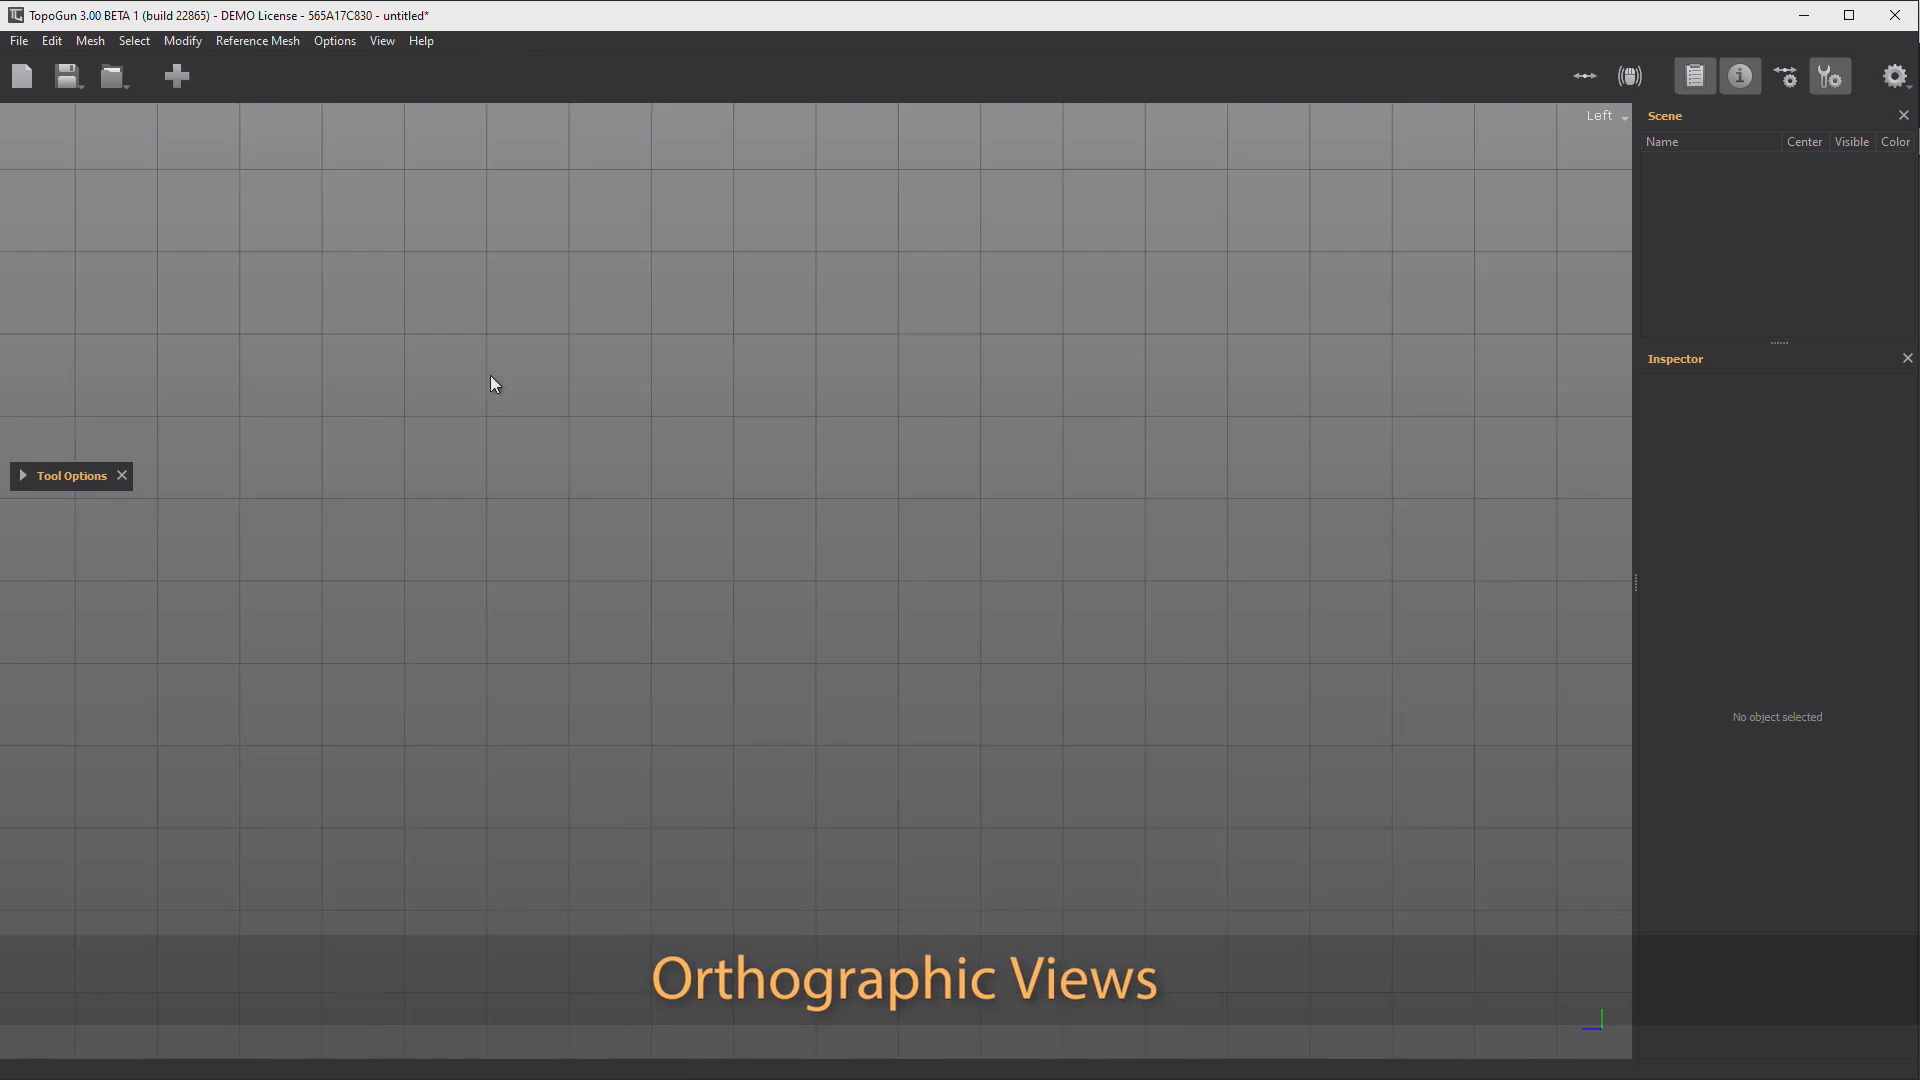 TopoGun 3.00 BETA 1 (build 22865) - DEMO License - 565A17C830 - untitled*
File Edit Mesh Select Modify Reference Mesh Options View Help
Left
Scene
Name Center Visible Color
Inspector
Tool Options
No object selected
Orthographic Views